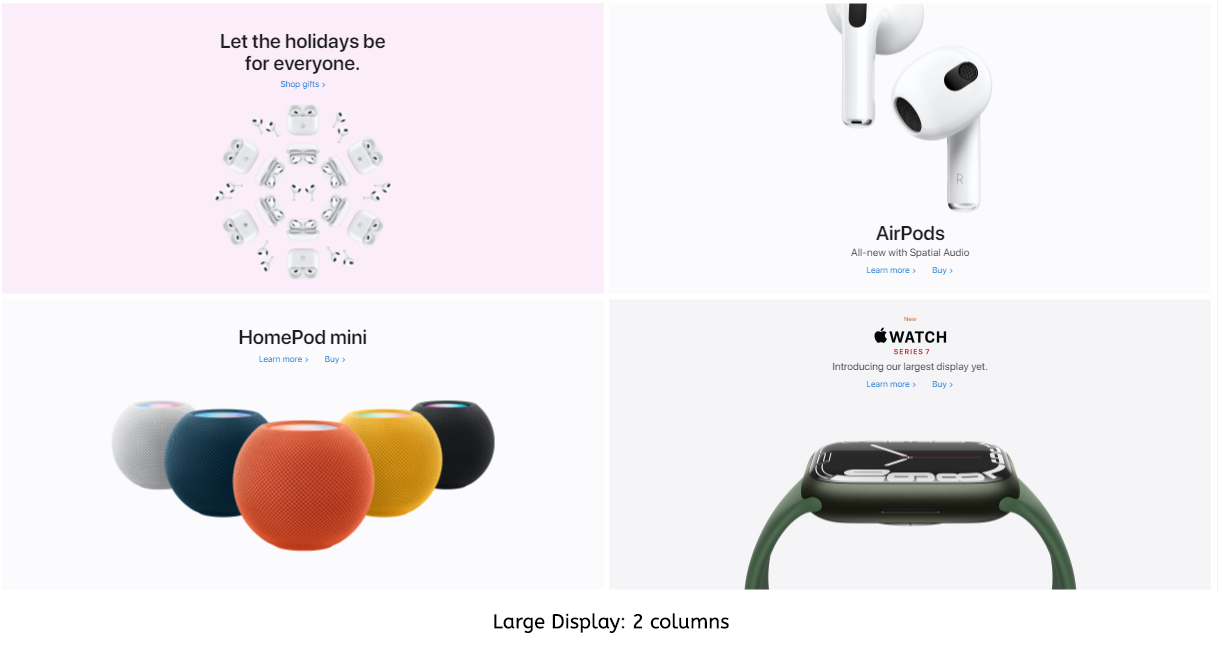 Let the holidays be
for everyone.
Shop gifts >
R
AirPods
All-new with Spatial Audio
Learn more > Buy >
HomePod mini
Learn more > Buy >
New
WATCH
SERIES 7
Introducing our largest display yet.
Learn more > Buy >
Large Display: 2 columns